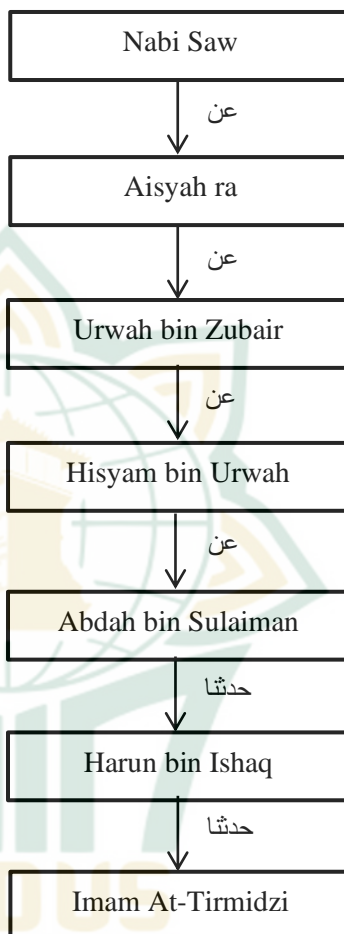 Nabi Saw
عن
Aisyah ra
عن
Urwah bin Zubair
عن
Hisyam bin Urwah
عن
Abdah bin Sulaiman
حدثنا
Harun bin Ishaq
حدثنا
Imam At-Tirmidzi